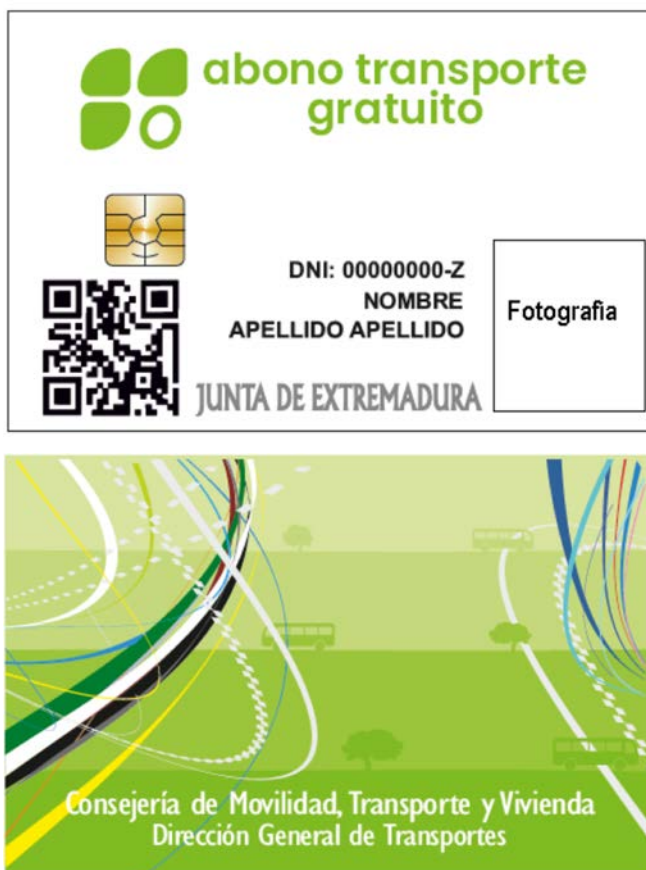 abono transporte
gratuito
DNI: 00000000-Z
NOMBRE
APELLIDO APELLIDO
Fotografia
JUNTA DE EXTREMADURA
Consejería de Movilidad, Transporte y Vivienda
Dirección General de Transportes